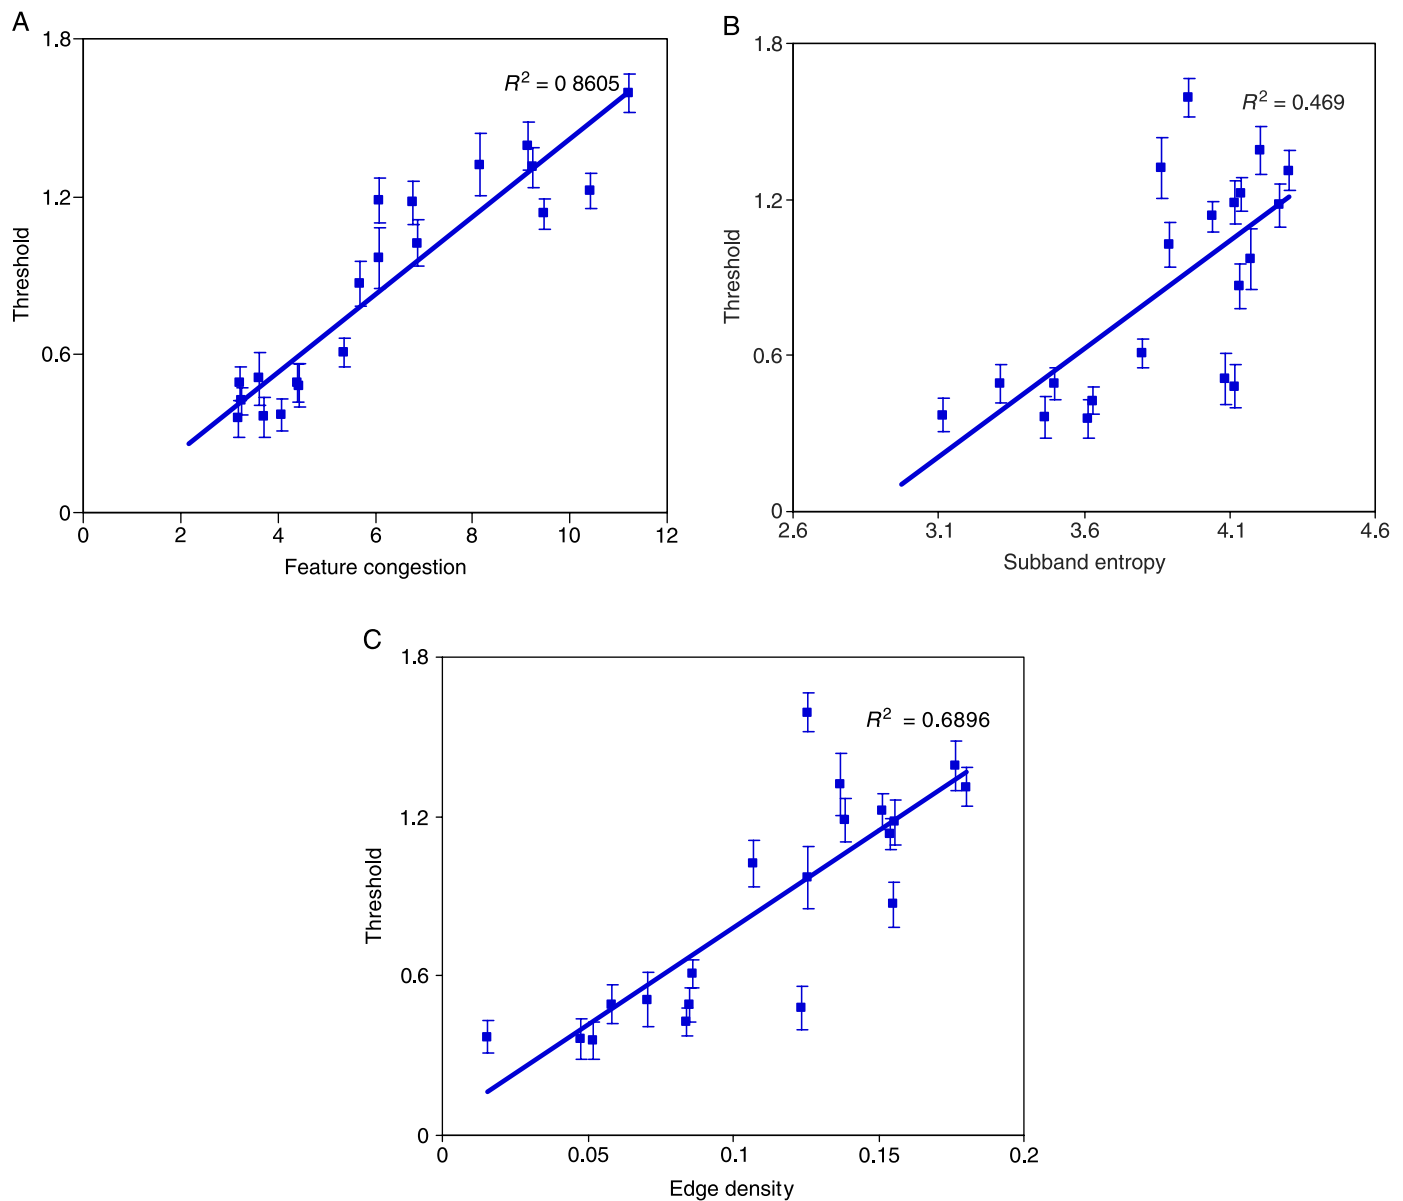 A
1.8
1.2
0.6
0
Threshold
R² = 0 8605
0 2 4 6 8 10 12
Feature congestion
B
1.8
1.2
0.6
0
Threshold
R² = 0.469
2.6 3.1 3.6 4.1 4.6
Subband entropy
C
1.8
1.2
0.6
0
Threshold
R² = 0.6896
0 0.05 0.1 0.15 0.2
Edge density